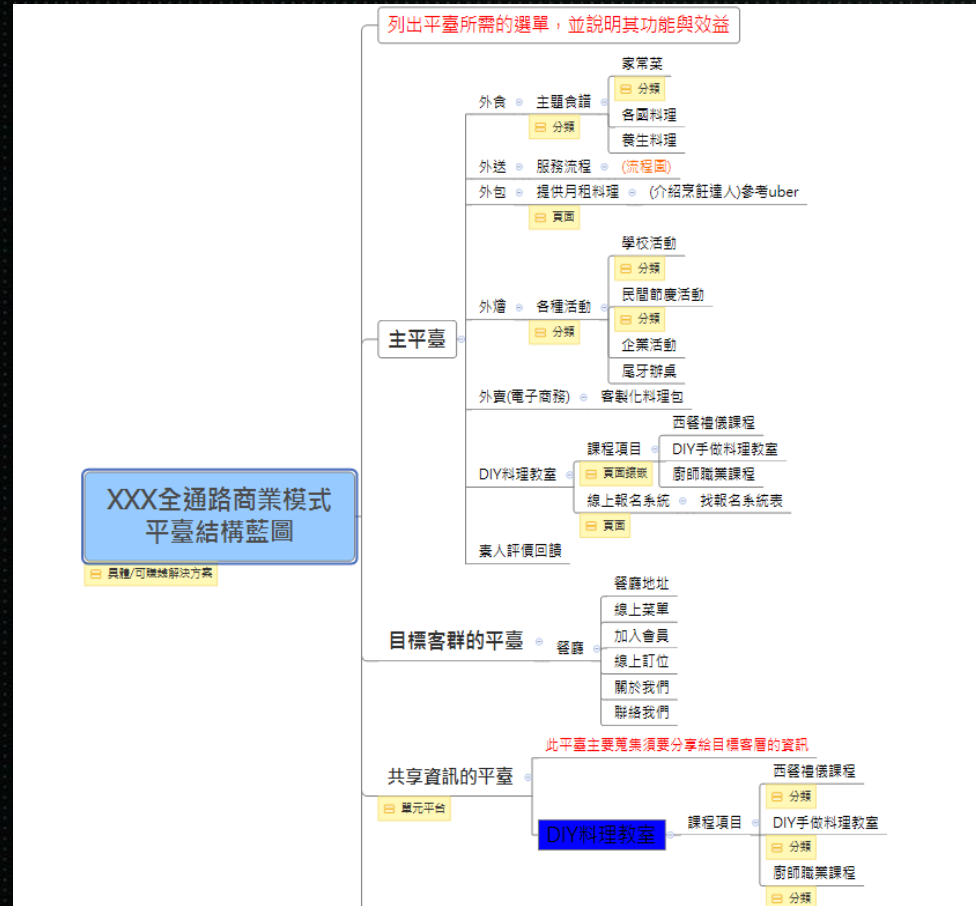 列出平臺所需的選單，並說明其功能與效益
家常菜
分類
外食
主題食譜
分類
各國料理
養生料理
外送
服務流程
(流程圖)
外包
提供月租料理
(介紹烹飪達人)參考uber
頁面
學校活動
分類
民間節慶活動
分類
外燴
各種活動
分類
企業活動
尾牙辦桌
主平臺
外賣(電子商務)
客製化料理包
西餐禮儀課程
課程項目
DIY手做料理教室
DIY料理教室
頁面鑲嵌
廚師職業課程
線上報名系統
找報名系統表
頁面
素人評價回饋
XXX全通路商業模式
平臺結構藍圖
具體/可賺錢解決方案
餐廳地址
線上菜單
加入會員
目標客群的平臺
餐廳
線上訂位
關於我們
聯絡我們
此平臺主要蒐集須要分享給目標客層的資訊
共享資訊的平臺
單元平台
西餐禮儀課程
分類
DIY料理教室
課程項目
DIY手做料理教室
分類
廚師職業課程
分類